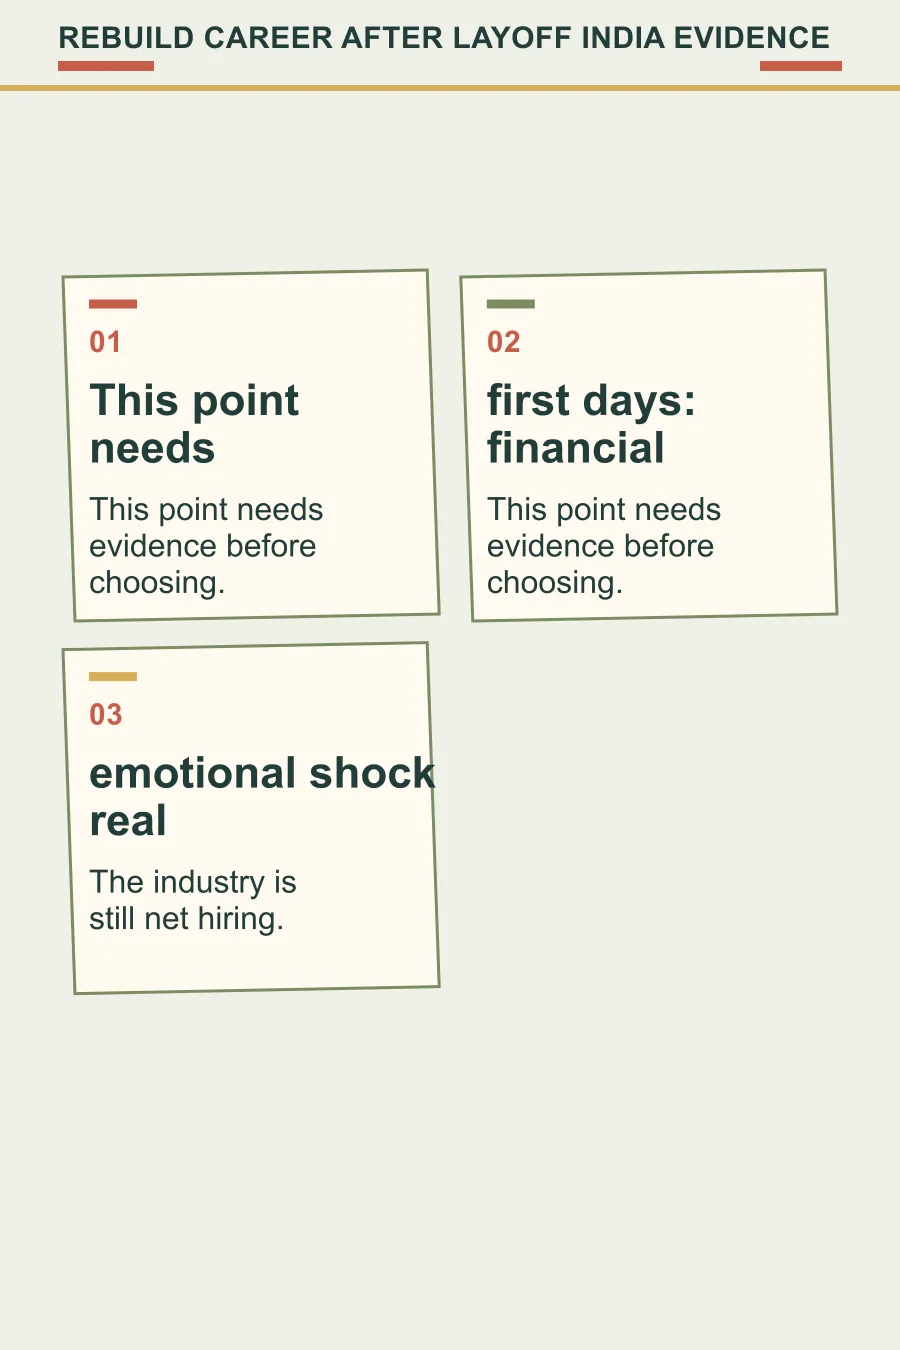 REBUILD CAREER AFTER LAYOFF INDIA EVIDENCE
01
This point
needs
This point needs
evidence before
choosing.
02
first days:
financial
This point needs
evidence before
choosing.
03
emotional shock
real
The industry is
still net hiring.